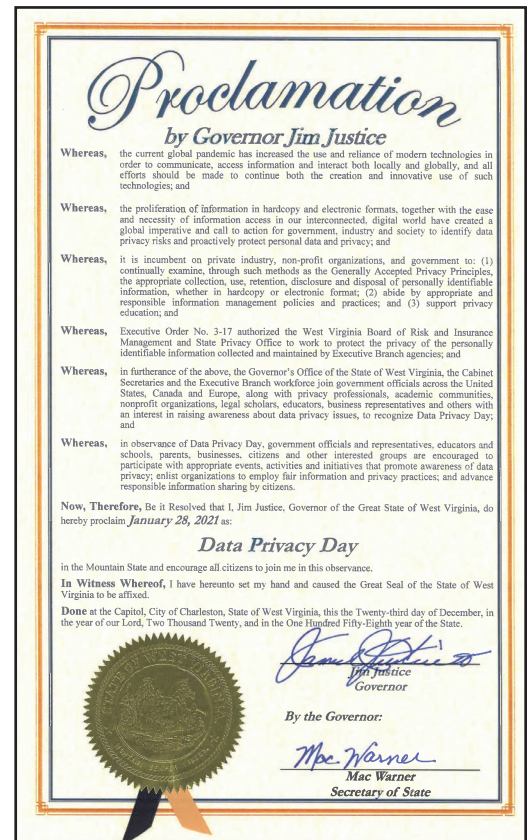 Proclamation
by Governor Jim Justice
Whereas, the current global pandemic has increased the use and reliance of modern technologies in
order to communicate, access information and interact both locally and globally, and all
efforts should be made to continue both the creation and innovative use of such
technologies; and
Whereas, the proliferation of information in hardcopy and electronic formats, together with the ease
and necessity of information access in our interconnected, digital world have created a
global imperative and call to action for government, industry and society to identify data
privacy risks and proactively protect personal data and privacy; and
Whereas, it is incumbent on private industry, non-profit organizations, and government to: (1)
continually examine, through such methods as the Generally Accepted Privacy Principles,
the appropriate collection, use, retention, disclosure and disposal of personally identifiable
information, whether in hardcopy or electronic format; (2) abide by appropriate and
responsible information management policies and practices; and (3) support privacy
education; and
Whereas, Executive Order No. 3-17 authorized the West Virginia Board of Risk and Insurance
Management and State Privacy Office to work to protect the privacy of the personally
identifiable information collected and maintained by Executive Branch agencies; and
Whereas, in furtherance of the above, the Governor's Office of the State of West Virginia, the Cabinet
Secretaries and the Executive Branch workforce join government officials across the United
States, Canada and Europe, along with privacy professionals, academic communities,
nonprofit organizations, legal scholars, educators, business representatives and others with
an interest in raising awareness about data privacy issues, to recognize Data Privacy Day;
and
Whereas, in observance of Data Privacy Day, government officials and representatives, educators and
schools, parents, businesses, citizens and other interested groups are encouraged to
participate with appropriate events, activities and initiatives that promote awareness of data
privacy; enlist organizations to employ fair information and privacy practices; and advance
responsible information sharing by citizens.
Now, Therefore, Be it Resolved that I, Jim Justice, Governor of the Great State of West Virginia, do
hereby proclaim January 28, 2021 as:
Data Privacy Day
in the Mountain State and encourage all citizens to join me in this observance.
In Witness Whereof, I have hereunto set my hand and caused the Great Seal of the State of West
Virginia to be affixed.
Done at the Capitol, City of Charleston, State of West Virginia, this the Twenty-third day of December, in
the year of our Lord, Two Thousand Twenty, and in the One Hundred Fifty-Eighth year of the State.
Jim Justice
Governor
By the Governor:
Mac Warner
Mac Warner
Secretary of State